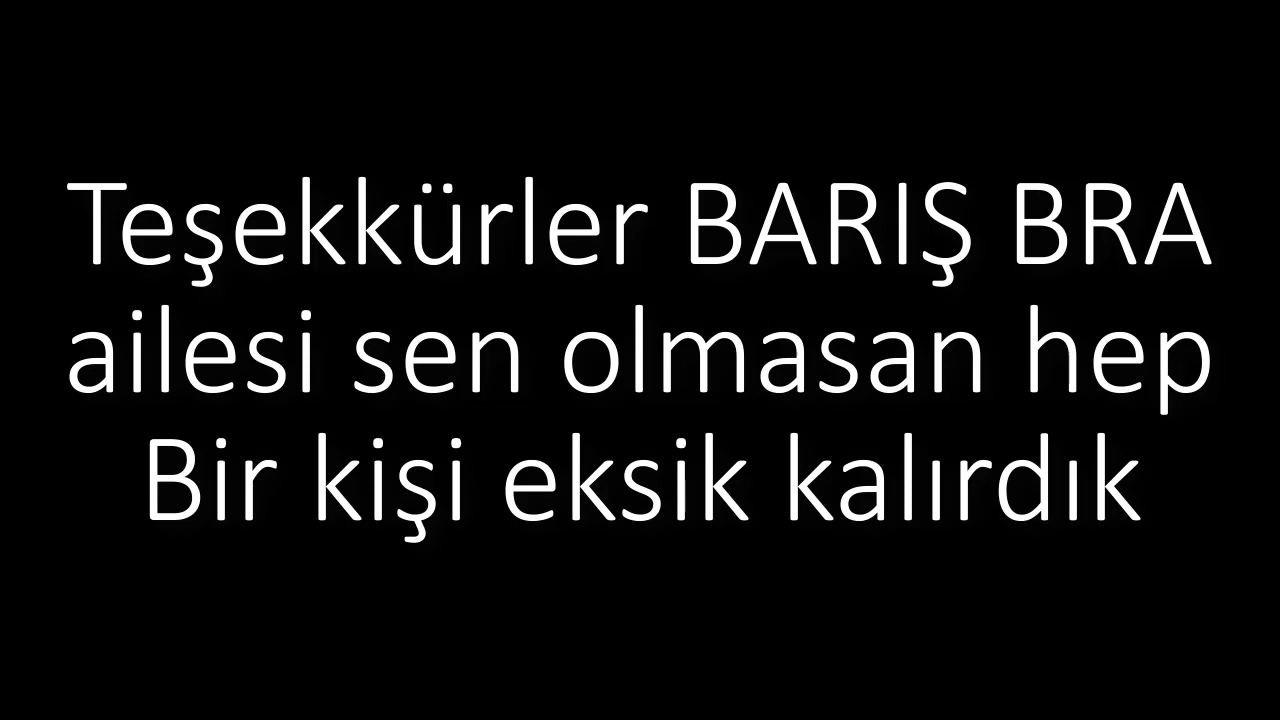 Teşekkürler BARIŞ BRA
ailesi sen olmasan hep
Bir kişi eksik kalırdık